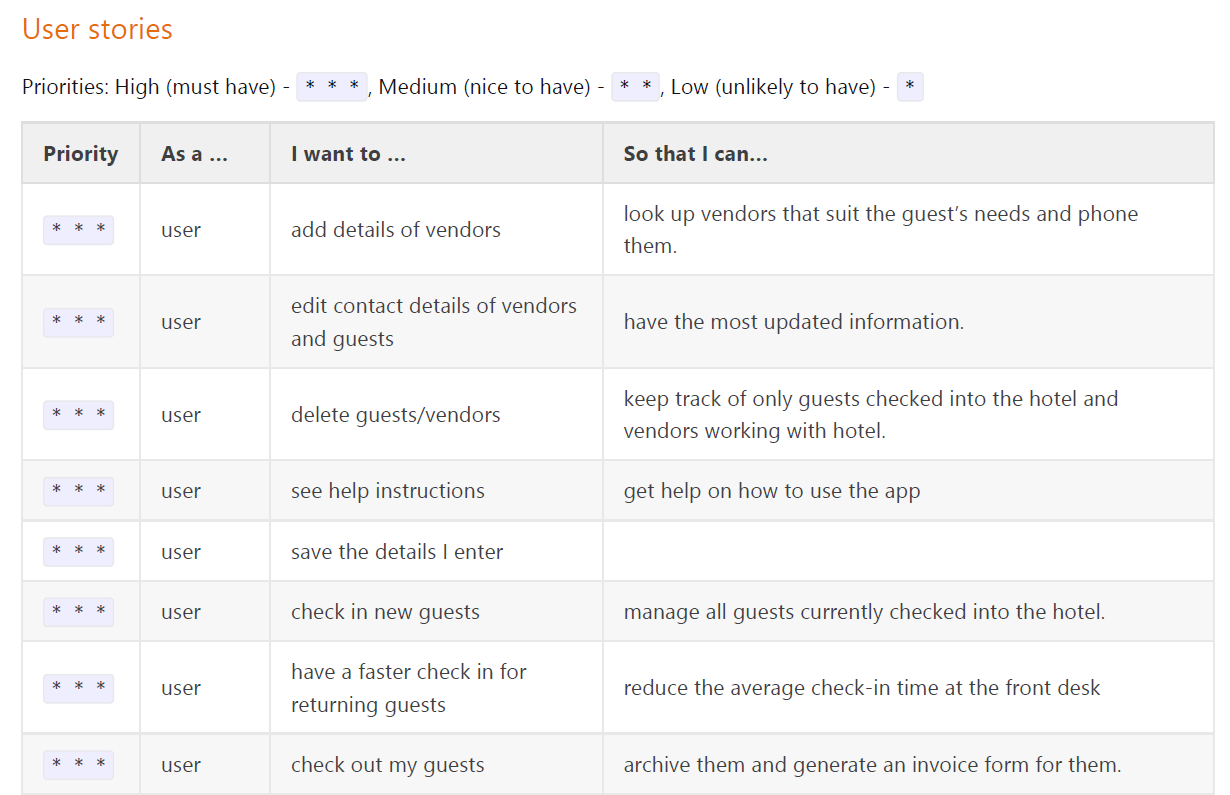 User stories
Priorities: High (must have) - * * *, Medium (nice to have) - * *, Low (unlikely to have) - *
Priority As a … I want to … So that I can…
* * * user add details of vendors look up vendors that suit the guest’s needs and phone
them.
* * * user edit contact details of vendors
and guests have the most updated information.
* * * user delete guests/vendors keep track of only guests checked into the hotel and
vendors working with hotel.
* * * user see help instructions get help on how to use the app
* * * user save the details I enter
* * * user check in new guests manage all guests currently checked into the hotel.
* * * user have a faster check in for
returning guests reduce the average check-in time at the front desk
* * * user check out my guests archive them and generate an invoice form for them.